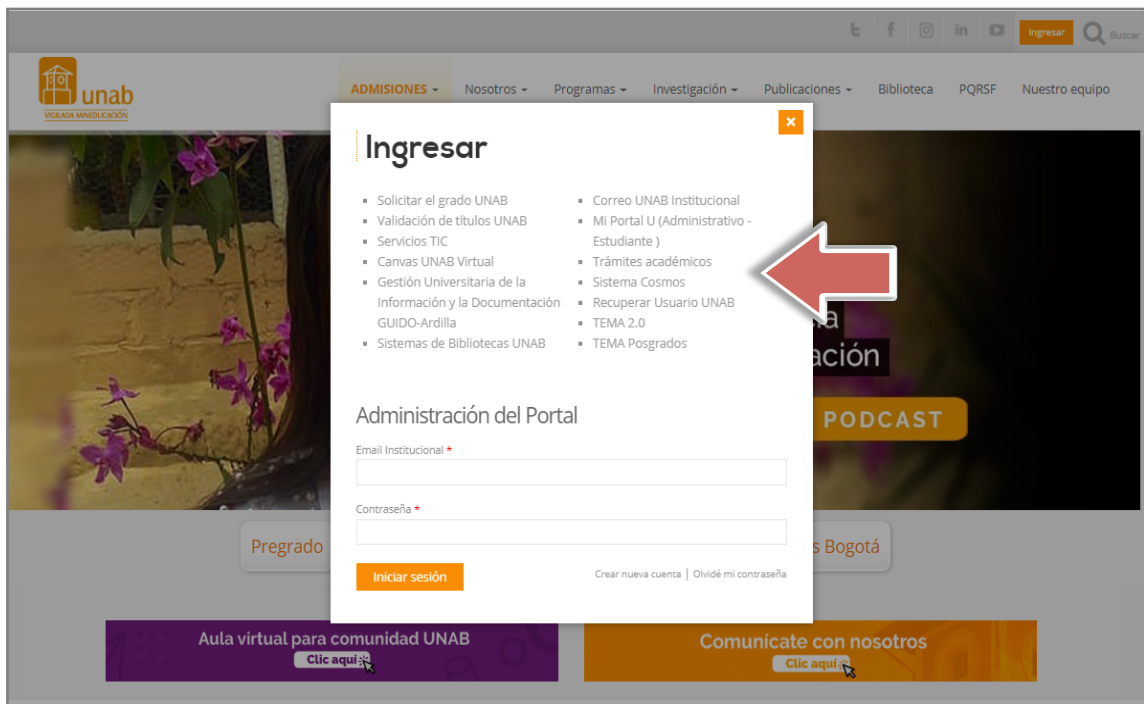 Ingresar
Buscar
unab
VIGILADA MINEDUCACIÓN
ADMISIONES
Nosotros
Programas
Investigación
Publicaciones
Biblioteca
PQRSF
Nuestro equipo
Ingresar
Solicitar el grado UNAB
Validación de títulos UNAB
Servicios TIC
Canvas UNAB Virtual
Gestión Universitaria de la
Información y la Documentación
GUIDO-Ardilla
Sistemas de Bibliotecas UNAB
Correo UNAB Institucional
Mi Portal U (Administrativo -
Estudiante )
Trámites académicos
Sistema Cosmos
Recuperar Usuario UNAB
TEMA 2.0
TEMA Posgrados
ación
PODCAST
Administración del Portal
Email Institucional *
Contraseña *
Iniciar sesión
Crear nueva cuenta | Olvidé mi contraseña
Pregrado
s Bogotá
Aula virtual para comunidad UNAB
Clic aquí
Comunícate con nosotros
Clic aquí